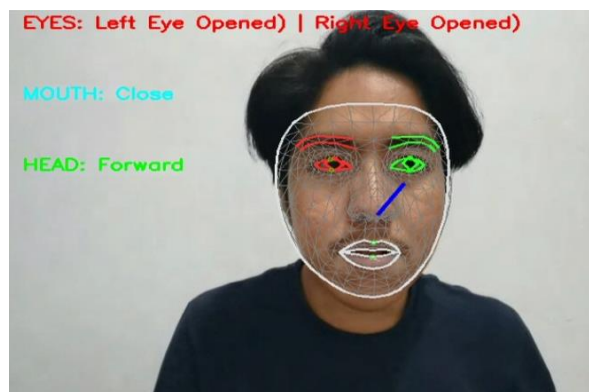 EYES: Left Eye Opened) | Right Eye Opened)
MOUTH: Close
HEAD: Forward